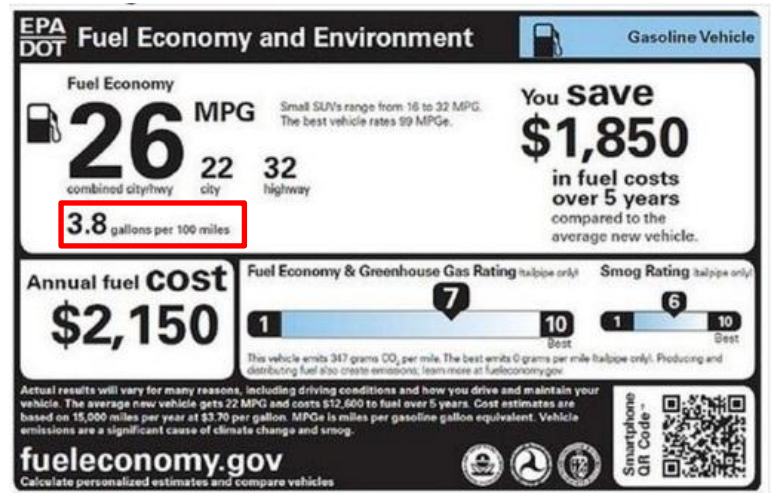 EPA
DOT
Fuel Economy and Environment
Gasoline Vehicle
Fuel Economy
26 MPG
Small SUVs range from 16 to 32 MPG.
The best vehicle rates 99 MPGe.
22 32
combined city/hwy city highway
3.8 gallons per 100 miles
You save
$1,850
in fuel costs
over 5 years
compared to the
average new vehicle.
Annual fuel cost
$2,150
Fuel Economy & Greenhouse Gas Rating (tailpipe only)
7
1 10
Best
Smog Rating (tailpipe only)
6
1 10
Best
This vehicle emits 347 grams CO₂ per mile. The best emits 0 grams per mile (tailpipe only). Producing and
distributing fuel also create emissions; learn more at fueleconomy.gov.
Actual results will vary for many reasons, including driving conditions and how you drive and maintain your
vehicle. The average new vehicle gets 22 MPG and costs $12,600 to fuel over 5 years. Cost estimates are
based on 15,000 miles per year at $3.70 per gallon. MPGe is miles per gasoline gallon equivalent. Vehicle
emissions are a significant cause of climate change and smog.
fueleconomy.gov
Calculate personalized estimates and compare vehicles
Smartphone
QR Code™